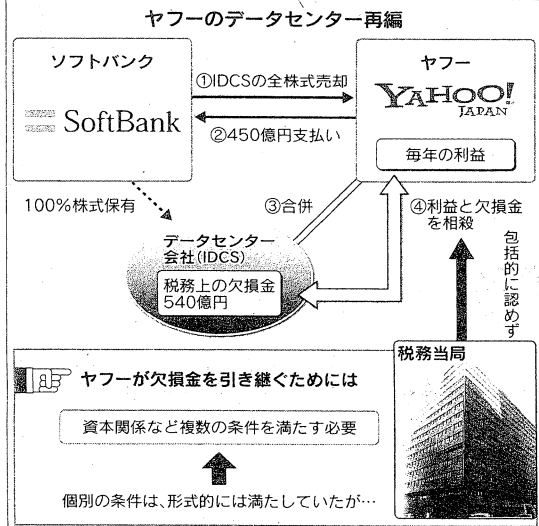 ヤフーのデータセンター再編
ソフトバンク
SoftBank
①IDCSの全株式売却
②450億円支払い
ヤフー
YAHOO!
JAPAN
毎年の利益
100%株式保有
③合併
④利益と欠損金
を相殺
データセンター
会社(IDCS)
税務上の欠損金
540億円
包括的に認めず
税務当局
ヤフーが欠損金を引き継ぐためには
資本関係など複数の条件を満たす必要
個別の条件は、形式的には満たしていたが…